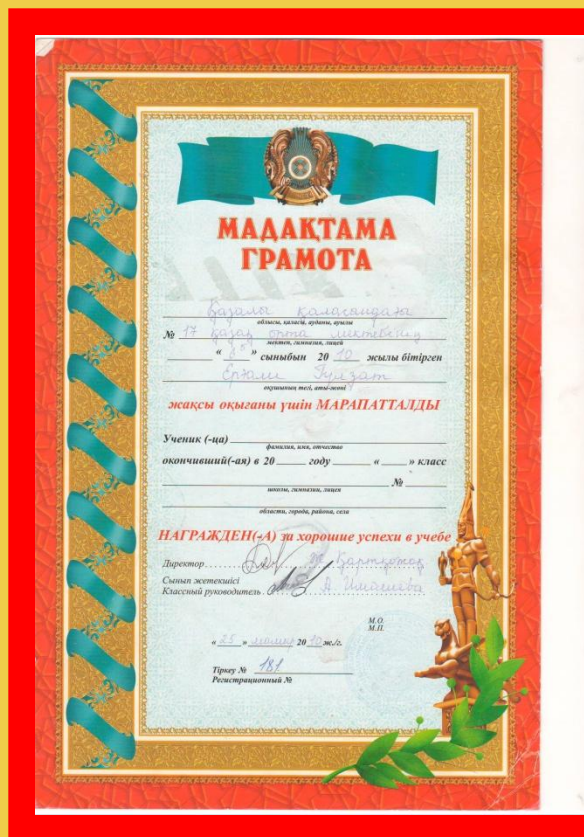 МАДАҚТАМА
ГРАМОТА
қаласындағы
облысы, қаласы, ауданы, ауылы
№ 17 қазақ орта мектебінің
мектеп, гимназия, лицей
« 8 » сыныбын 20 10 жылы бітірген
оқушының тегі, аты-жөні
жақсы оқығаны үшін МАРАПАТТАЛДЫ
Ученик (-ца)
фамилия, имя, отчество
окончивший(-ая) в 20 году « » класс
№
школы, гимназии, лицея
области, города, района, села
НАГРАЖДЕН(-А) за хорошие успехи в учебе
Директор
Сынып жетекшісі
Классный руководитель
М.О.
М.П.
« 25 » мамыр 20 10 ж./г.
Тіркеу № 181
Регистрационный №